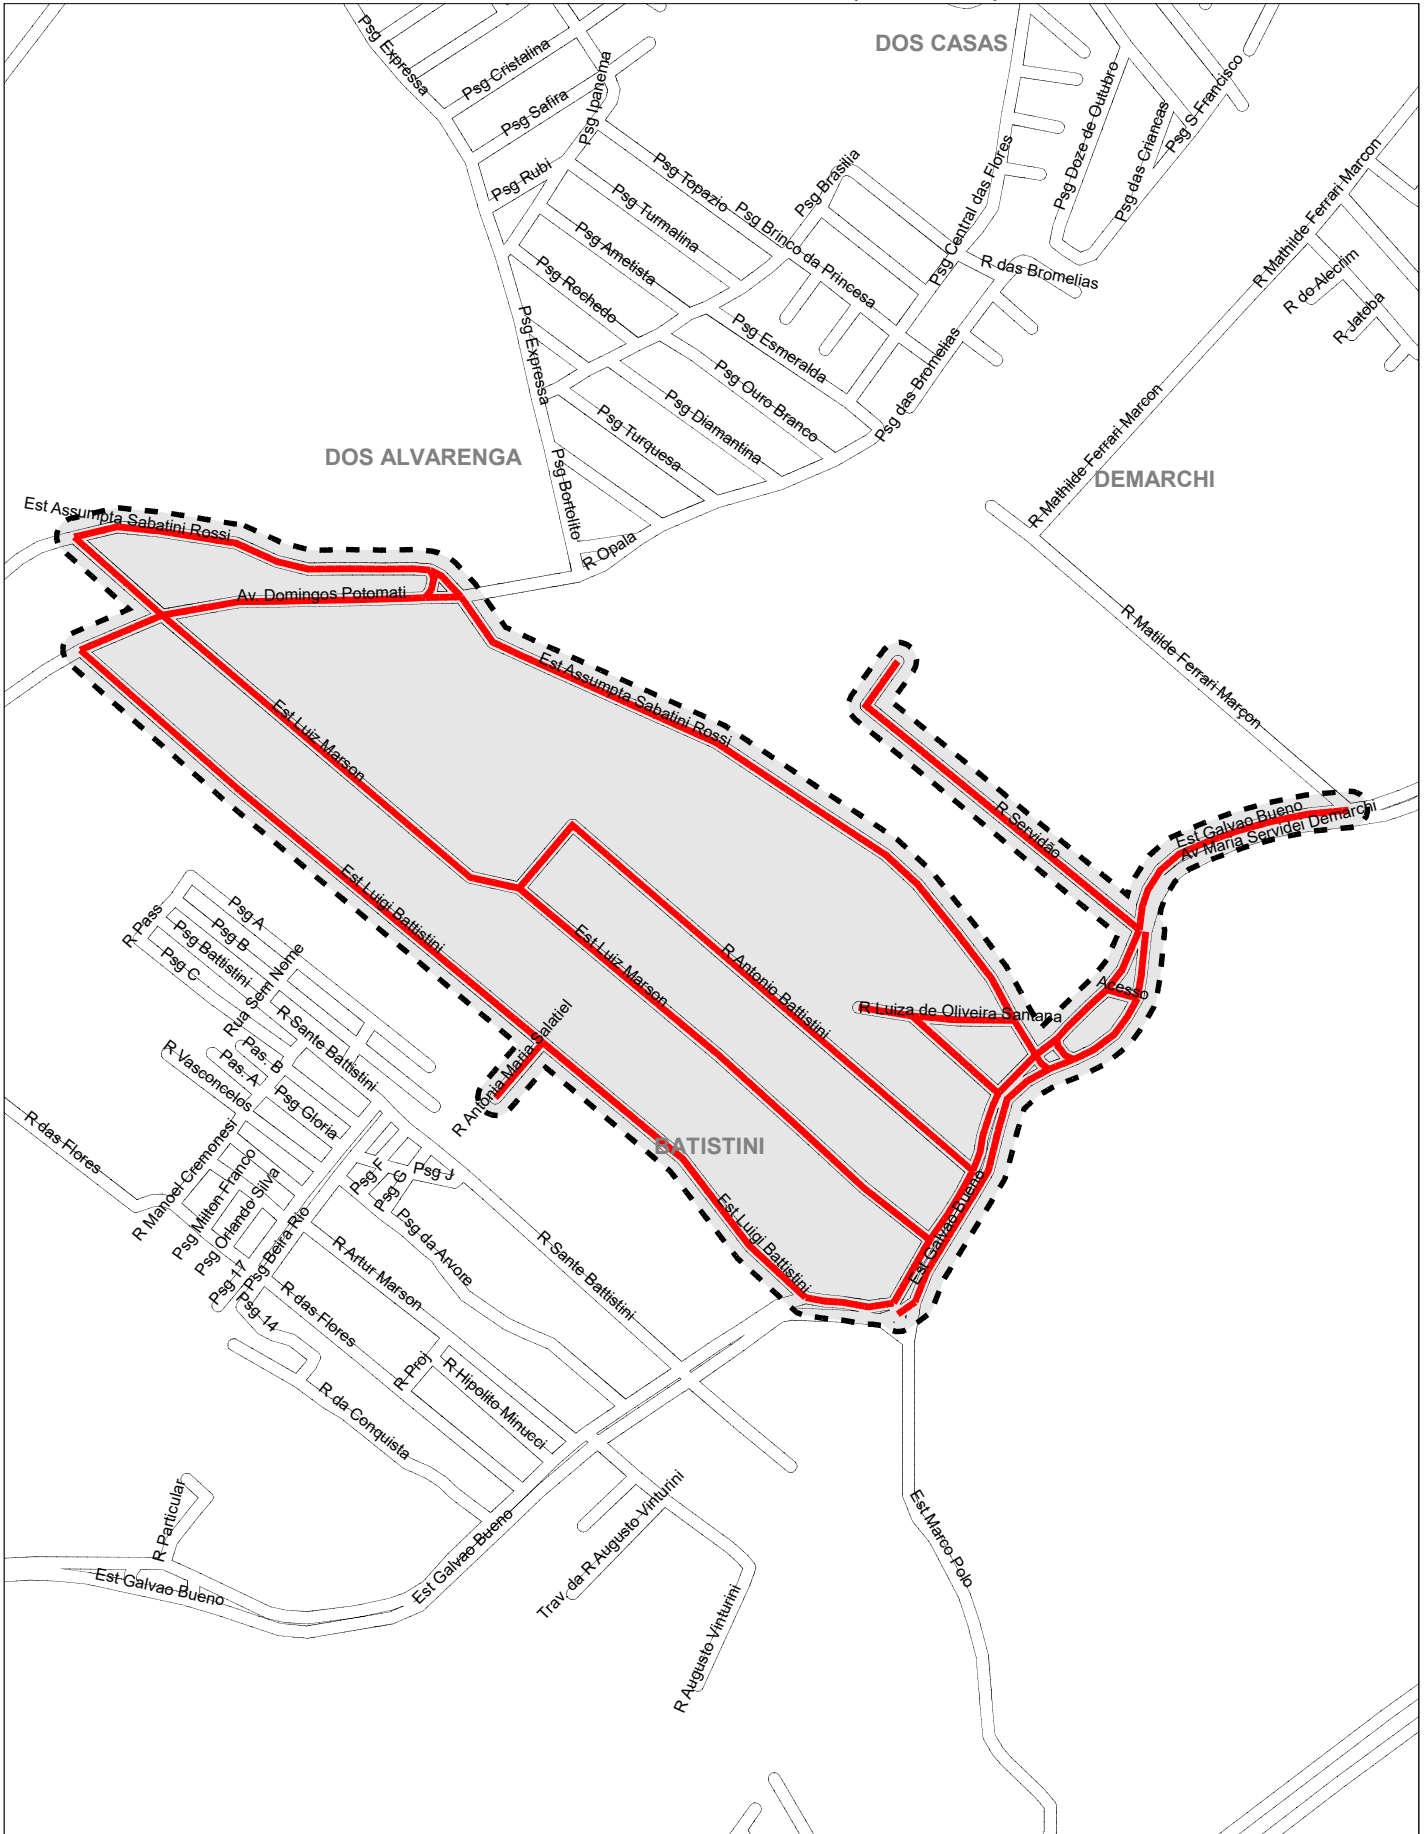 DOS CASAS
Psg Expressa
Psg Cristalina
Psg Safira
Psg Ipanema
Psg Rubi
Psg Topazio
Psg Turmalina
Psg Ametista
Psg Rochedo
Psg Brasilia
Psg Brinco da Princesa
Psg Central das Flores
Psg Doze de Outubro
Psg das Criancas
Psg S Francisco
R das Bromelias
R Mathilde Ferrari Marcon
R do Alecrim
R Jatoba
Psg Expressa
Psg Esmeralda
Psg Ouro Branco
Psg Diamantina
Psg Turquesa
Psg das Bromelias
R Mathilde Ferrari Marcon
DOS ALVARENGA
DEMARCHI
Psg Bortolito
R Opala
Est Assumpta Sabatini Rossi
Av. Domingos Potomati
R Matilde Ferrari Marçon
Est Assumpta Sabatini Rossi
Est Luiz Marson
R Servidão
Est Galvao Bueno
Av Maria Servidei Demarchi
Est Luigi Battistini
Est Luiz Marson
R Antonio Battistini
Acesso
R Luiza de Oliveira Santana
R Pass
Psg A
Psg B
Psg Battistini
Psg C
Rua Sem Nome
R Sante Battistini
R Vasconcelos
Pas. B
Pas. A
Psg Gloria
R Antonia Maria Salatiel
BATISTINI
R das Flores
R Manoel Cremonesi
Psg Milton Franco
Psg Orlando Silva
Psg 17
Psg Beira Rio
Psg F
Psg G
Psg J
Psg da Arvore
R Sante Battistini
Est Luigi Battistini
Est Galvao Bueno
R Artur Marson
R das Flores
Psg 14
R Proj
R Hipolito Minucci
R da Conquista
R Particular
Est Galvao Bueno
Est Galvao Bueno
Trav. da R Augusto Vinturini
R Augusto Vinturini
Est Marco Polo